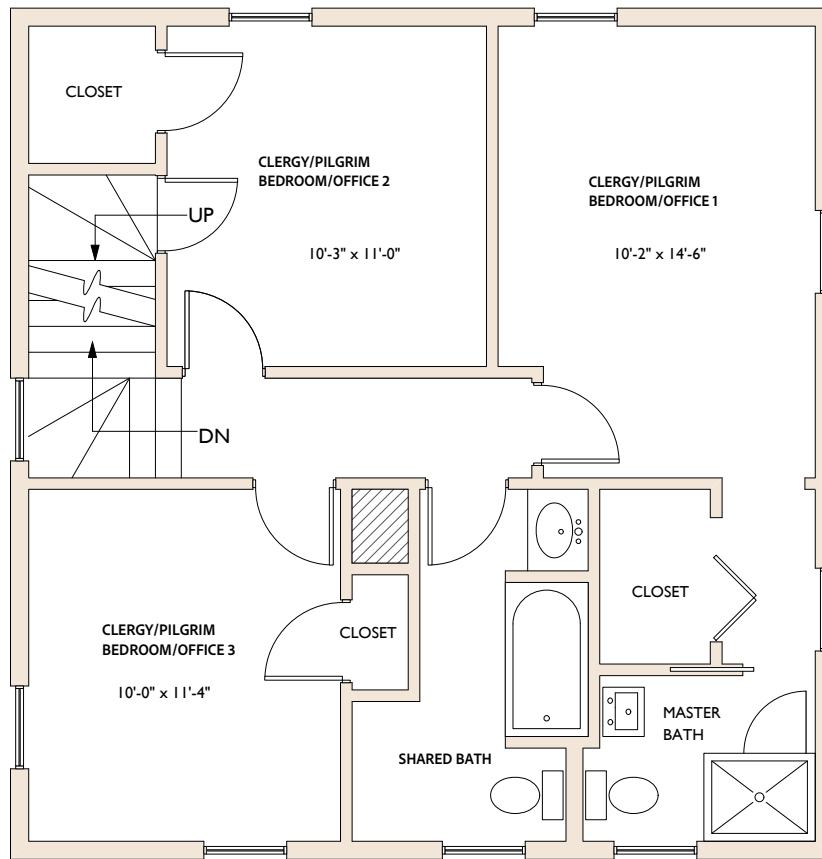 CLOSET
CLERGY/PILGRIM
BEDROOM/OFFICE 2
10'-3" x 11'-0"
CLERGY/PILGRIM
BEDROOM/OFFICE 1
10'-2" x 14'-6"
UP
DN
CLERGY/PILGRIM
BEDROOM/OFFICE 3
10'-0" x 11'-4"
CLOSET
CLOSET
SHARED BATH
MASTER
BATH